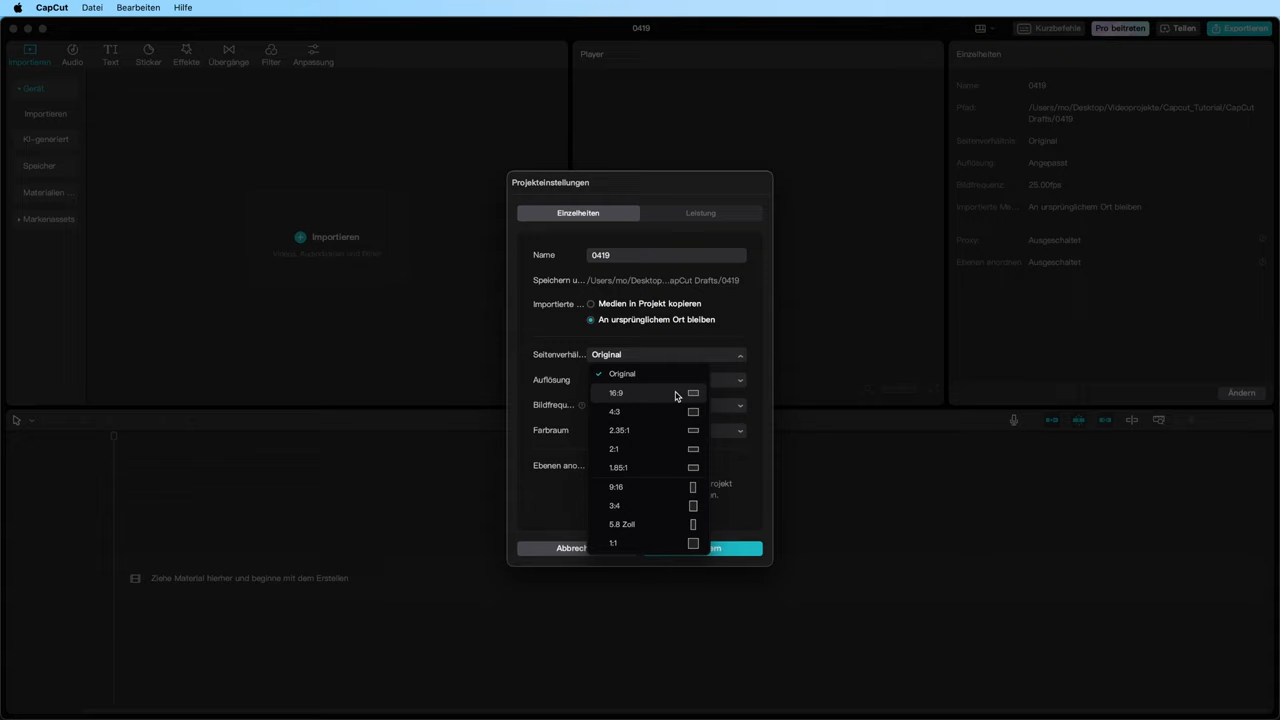 CapCut Datei Bearbeiten Hilfe
0419
Kurzbefehle Pro beitreten Teilen Exportieren
Importieren Audio Text Sticker Effekte Übergänge Filter Anpassung
Player
Einzelheiten
Gerät
Importieren
KI-generiert
Speicher
Materialien ...
Markenassets
Importieren
Name: 0419
Pfad: /Users/mo/Desktop/Videoprojekte/Capcut_Tutorial/CapCut
Drafts/0419
Seitenverhältnis: Original
Auflösung: Angepasst
Bildfrequenz: 25.00fps
Importierte Me... An ursprünglichem Ort bleiben
Proxy: Ausgeschaltet
Ebenen anordnen Ausgeschaltet
Ändern
Projekteinstellungen
Einzelheiten Leistung
Name 0419
Speichern u... /Users/mo/Desktop...apCut Drafts/0419
Importierte ... Medien in Projekt kopieren
An ursprünglichem Ort bleiben
Seitenverhäl... Original
Auflösung
Bildfrequ...
Farbraum
Ebenen ano...
Original
16:9
4:3
2.35:1
2:1
1.85:1
9:16
3:4
5.8 Zoll
1:1
rojekt
n.
Abbrech
rn
Ziehe Material hierher und beginne mit dem Erstellen